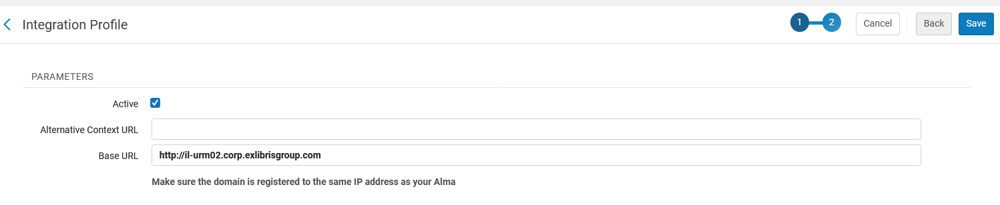 Integration Profile
1 2 Cancel Back Save
PARAMETERS
Active
Alternative Context URL
Base URL http://il-urm02.corp.exlibrisgroup.com
Make sure the domain is registered to the same IP address as your Alma